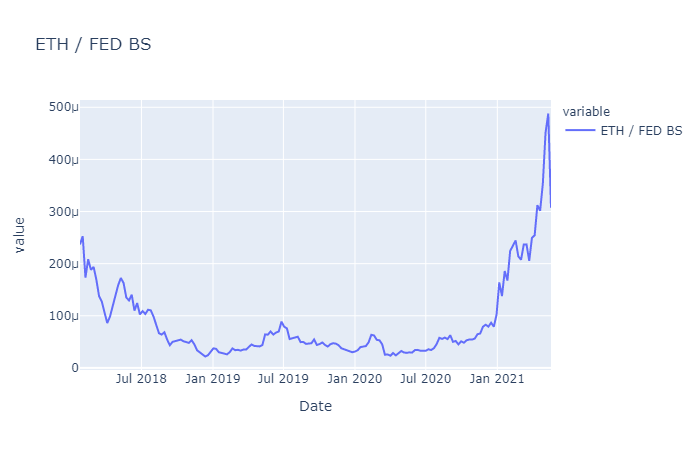 ETH / FED BS
500μ
400μ
300μ
200μ
100μ
0
value
Jul 2018
Jan 2019
Jul 2019
Jan 2020
Jul 2020
Jan 2021
Date
variable
ETH / FED BS